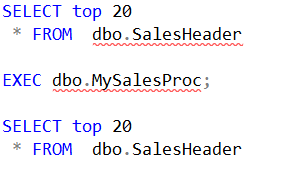 SELECT top 20
* FROM dbo.SalesHeader
EXEC dbo.MySalesProc;
SELECT top 20
* FROM dbo.SalesHeader